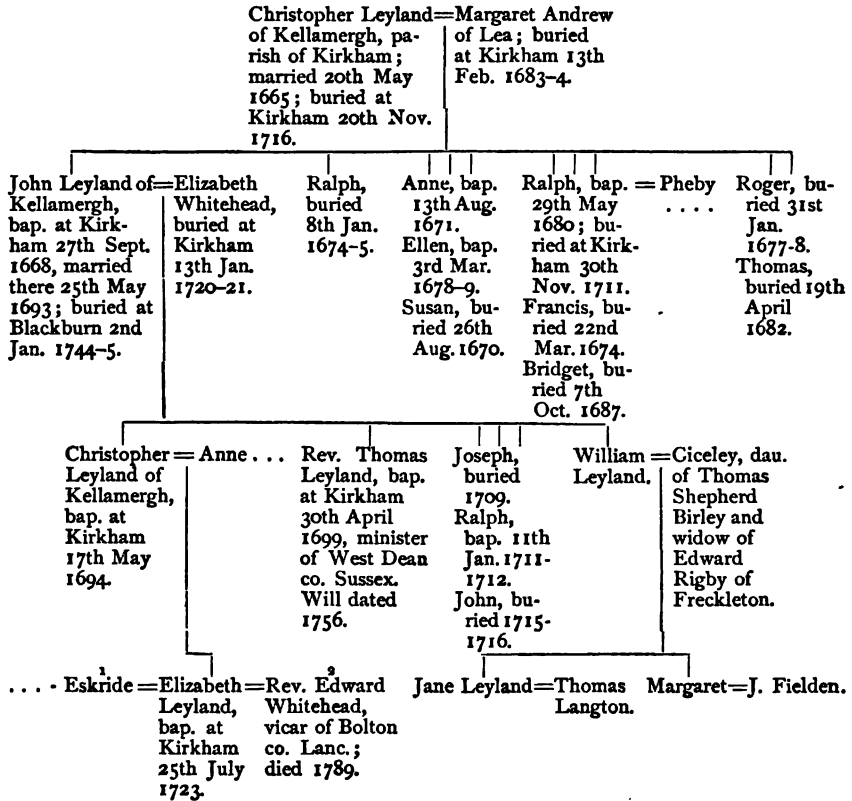 Christopher Leyland=Margaret Andrew
of Kellamergh, pa-
rish of Kirkham;
married 20th May
1665; buried at
Kirkham 20th Nov.
1716.
of Lea; buried
at Kirkham 13th
Feb. 1683-4.
John Leyland of=Elizabeth
Kellamergh,
bap. at Kirk-
ham 27th Sept.
1668, married
there 25th May
1693; buried at
Blackburn 2nd
Jan. 1744-5.
Whitehead,
buried at
Kirkham
13th Jan.
1720-21.
Ralph,
buried
8th Jan.
1674-5.
Anne, bap.
13th Aug.
1671.
Ellen, bap.
3rd Mar.
1678-9.
Susan, bu-
ried 26th
Aug. 1670.
Ralph, bap. = Pheby
29th May
1680; bu-
ried at Kirk-
ham 30th
Nov. 1711.
Francis, bu-
ried 22nd
Mar. 1674.
Bridget, bu-
ried 7th
Oct. 1687.
. . . .
Roger, bu-
ried 31st
Jan.
1677-8.
Thomas,
buried 19th
April
1682.
Christopher = Anne . . .
Leyland of
Kellamergh,
bap. at
Kirkham
17th May
1694.
Rev. Thomas
Leyland, bap.
at Kirkham
30th April
1699, minister
of West Dean
co. Sussex.
Will dated
1756.
Joseph,
buried
1709.
Ralph,
bap. 11th
Jan. 1711-
1712.
John, bu-
ried 1715-
1716.
William = Ciceley, dau.
Leyland.
of Thomas
Shepherd
Birley and
widow of
Edward
Rigby of
Freckleton.
1
2
. . . . - Eskride = Elizabeth = Rev. Edward
Leyland,
bap. at
Kirkham
25th July
1723.
Whitehead,
vicar of Bolton
co. Lanc.;
died 1789.
Jane Leyland=Thomas
Langton.
Margaret=J. Fielden.